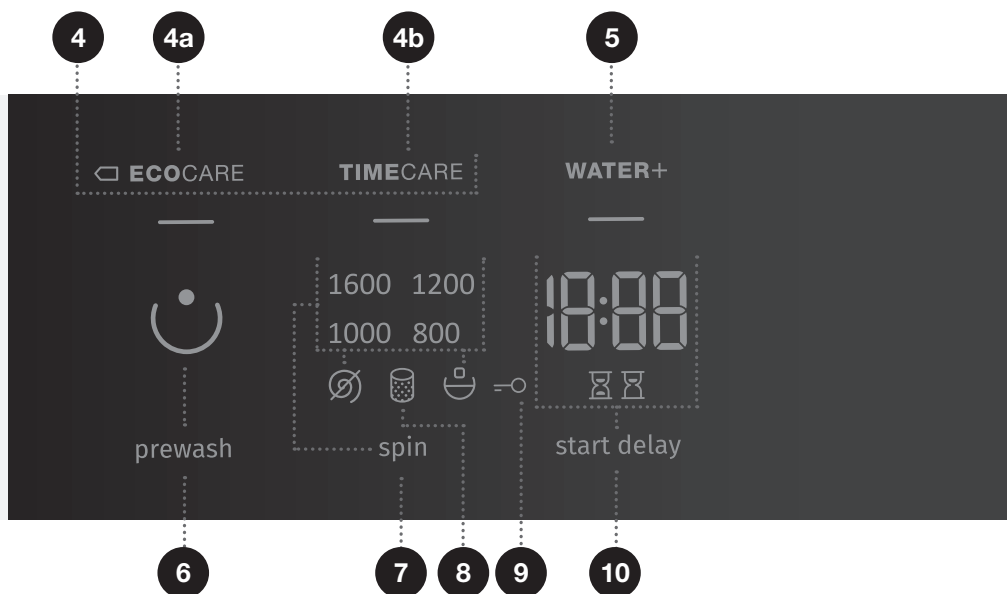 4 4a 4b 5
ECOCARE TIMECARE WATER+
1600 1200
18:88
1000 800
prewash spin start delay
6 7 8 9 10